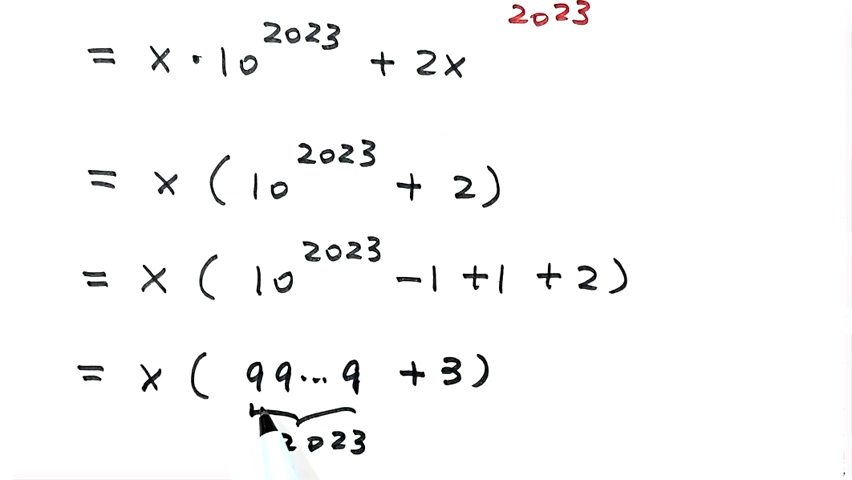 2023
= x · 10^2023 + 2x
= x ( 10^2023 + 2 )
= x ( 10^2023 - 1 + 1 + 2 )
= x ( 99...9 + 3 )
2023